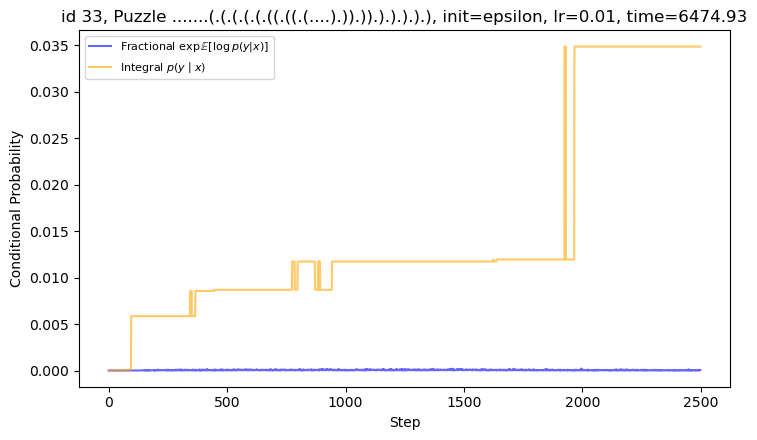 id 33, Puzzle .......(.(.(.(.(.((.((.(....).)).)).).).).).).), init=epsilon, lr=0.01, time=6474.93
Fractional exp𝔼[log p(y|x)]
Integral p(y | x)
Conditional Probability
0.035
0.030
0.025
0.020
0.015
0.010
0.005
0.000
0
500
1000
1500
2000
2500
Step